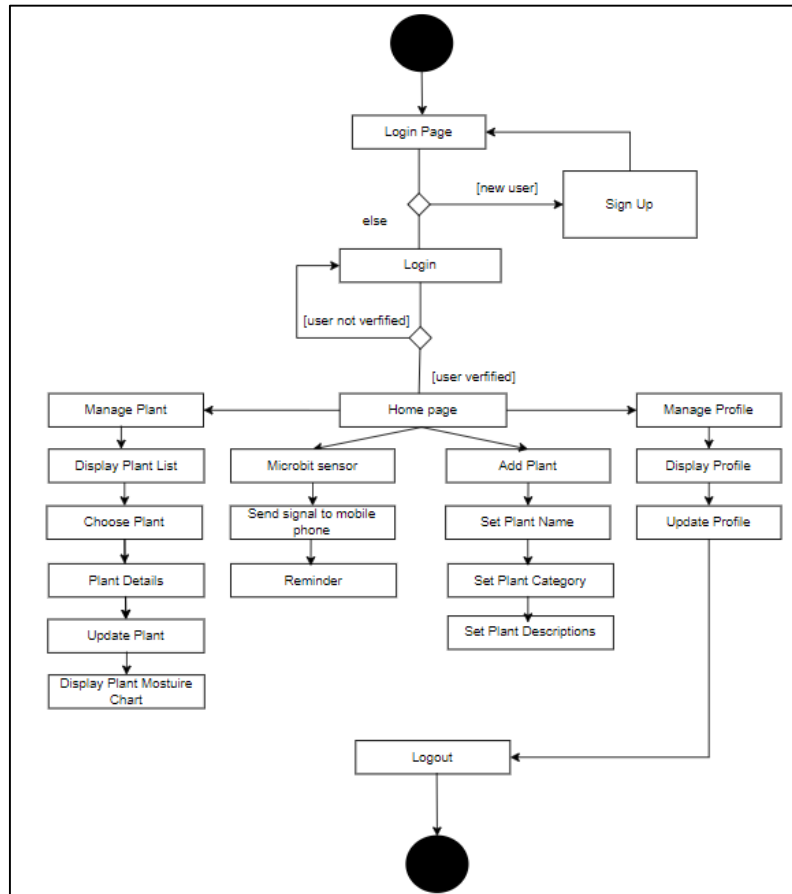 Login Page
[new user]
Sign Up
else
Login
[user not verfified]
[user verfified]
Manage Plant
Home page
Manage Profile
Display Plant List
Microbit sensor
Add Plant
Display Profile
Choose Plant
Send signal to mobile
phone
Set Plant Name
Update Profile
Plant Details
Reminder
Set Plant Category
Update Plant
Set Plant Descriptions
Display Plant Mostuire
Chart
Logout